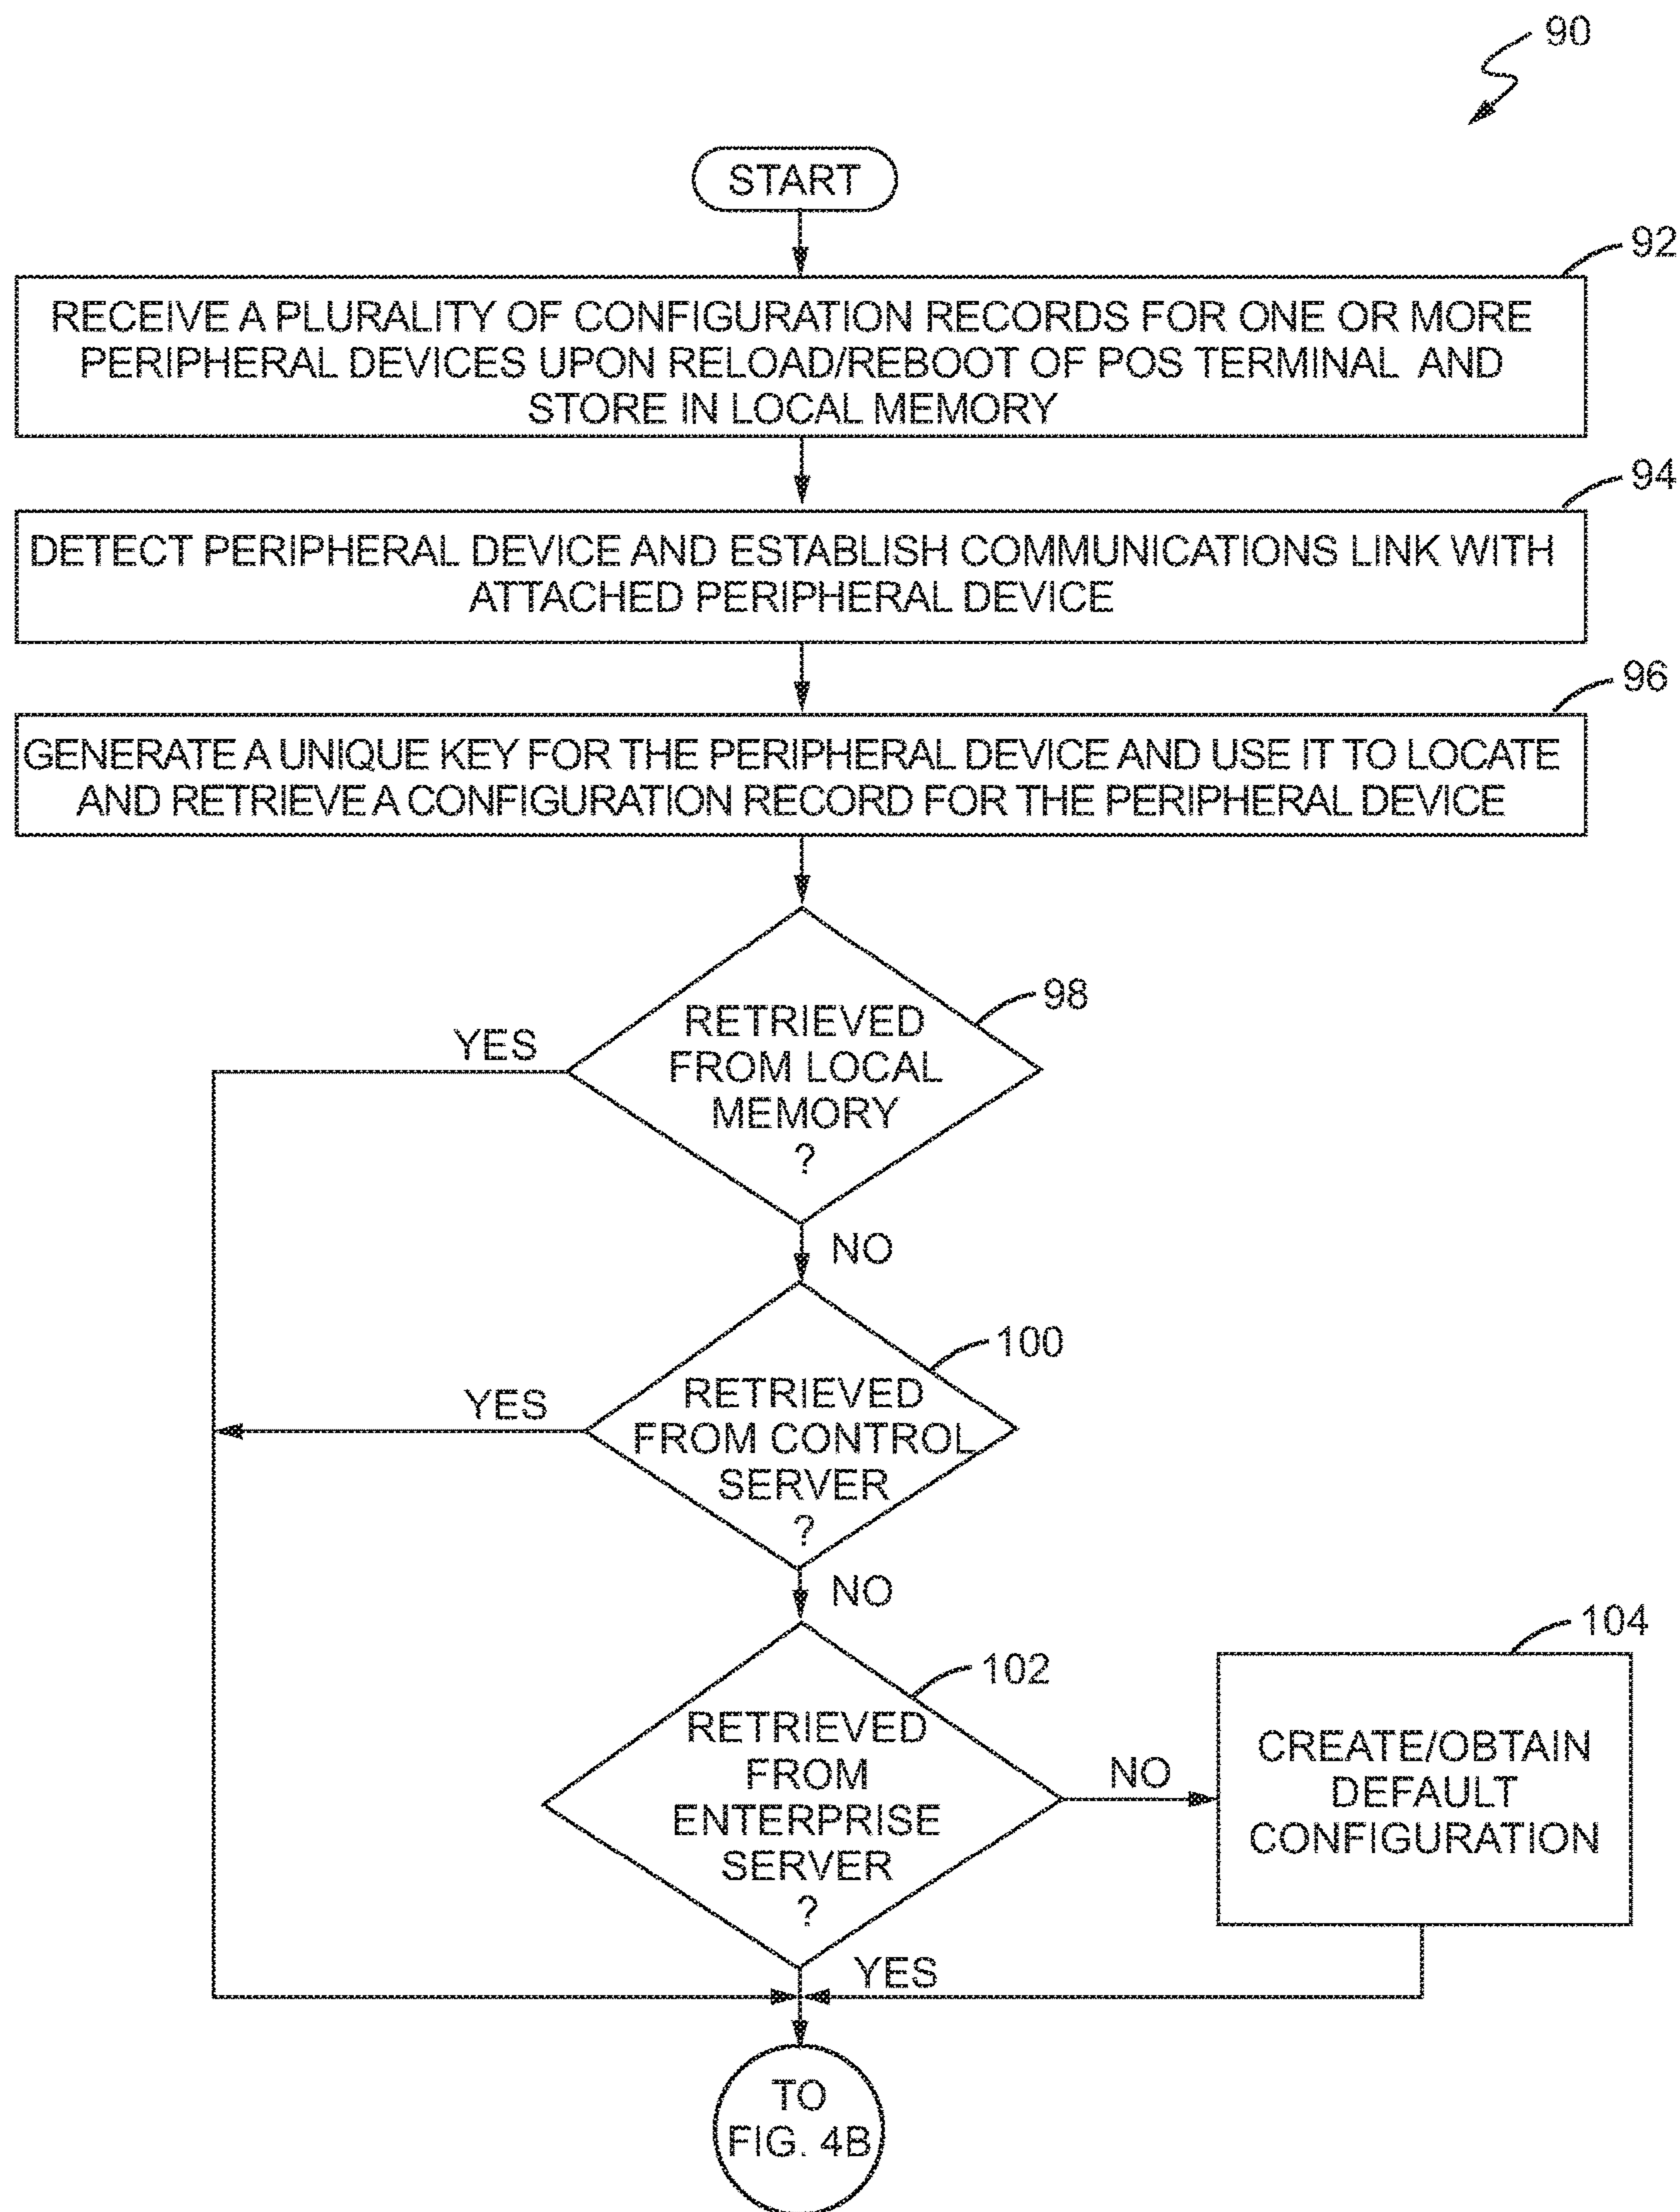 90
START
92
RECEIVE A PLURALITY OF CONFIGURATION RECORDS FOR ONE OR MORE
PERIPHERAL DEVICES UPON RELOAD/REBOOT OF POS TERMINAL AND
STORE IN LOCAL MEMORY
94
DETECT PERIPHERAL DEVICE AND ESTABLISH COMMUNICATIONS LINK WITH
ATTACHED PERIPHERAL DEVICE
96
GENERATE A UNIQUE KEY FOR THE PERIPHERAL DEVICE AND USE IT TO LOCATE
AND RETRIEVE A CONFIGURATION RECORD FOR THE PERIPHERAL DEVICE
98
YES
RETRIEVED
FROM LOCAL
MEMORY
?
NO
100
YES
RETRIEVED
FROM CONTROL
SERVER
?
NO
102
RETRIEVED
FROM
ENTERPRISE
SERVER
?
NO
104
CREATE/OBTAIN
DEFAULT
CONFIGURATION
YES
TO
FIG. 4B